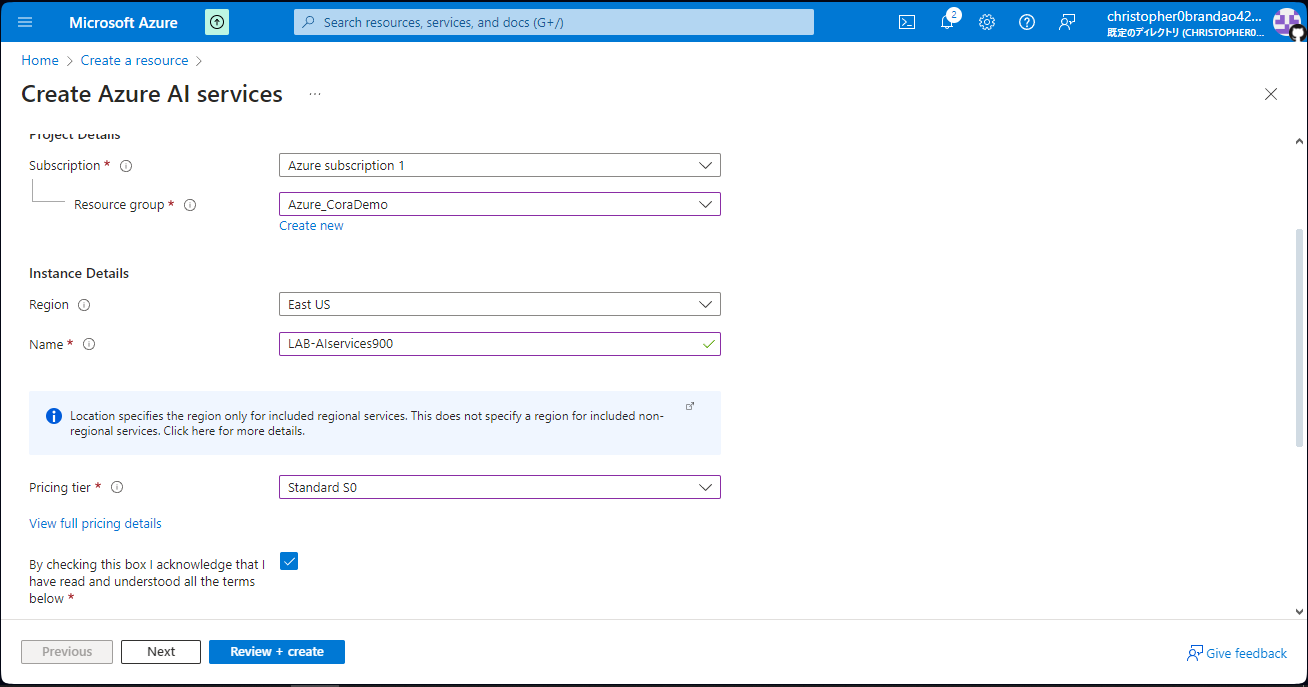 Microsoft Azure
Search resources, services, and docs (G+/)
2
christopher0brandao42...
既定のディレクトリ (CHRISTOPHER0...
Home > Create a resource >
Create Azure AI services ...
Project Details
Subscription *
Azure subscription 1
Resource group *
Azure_CoraDemo
Create new
Instance Details
Region
East US
Name *
LAB-AIservices900
Location specifies the region only for included regional services. This does not specify a region for included non-
regional services. Click here for more details.
Pricing tier *
Standard S0
View full pricing details
By checking this box I acknowledge that I
have read and understood all the terms
below *
Previous
Next
Review + create
Give feedback